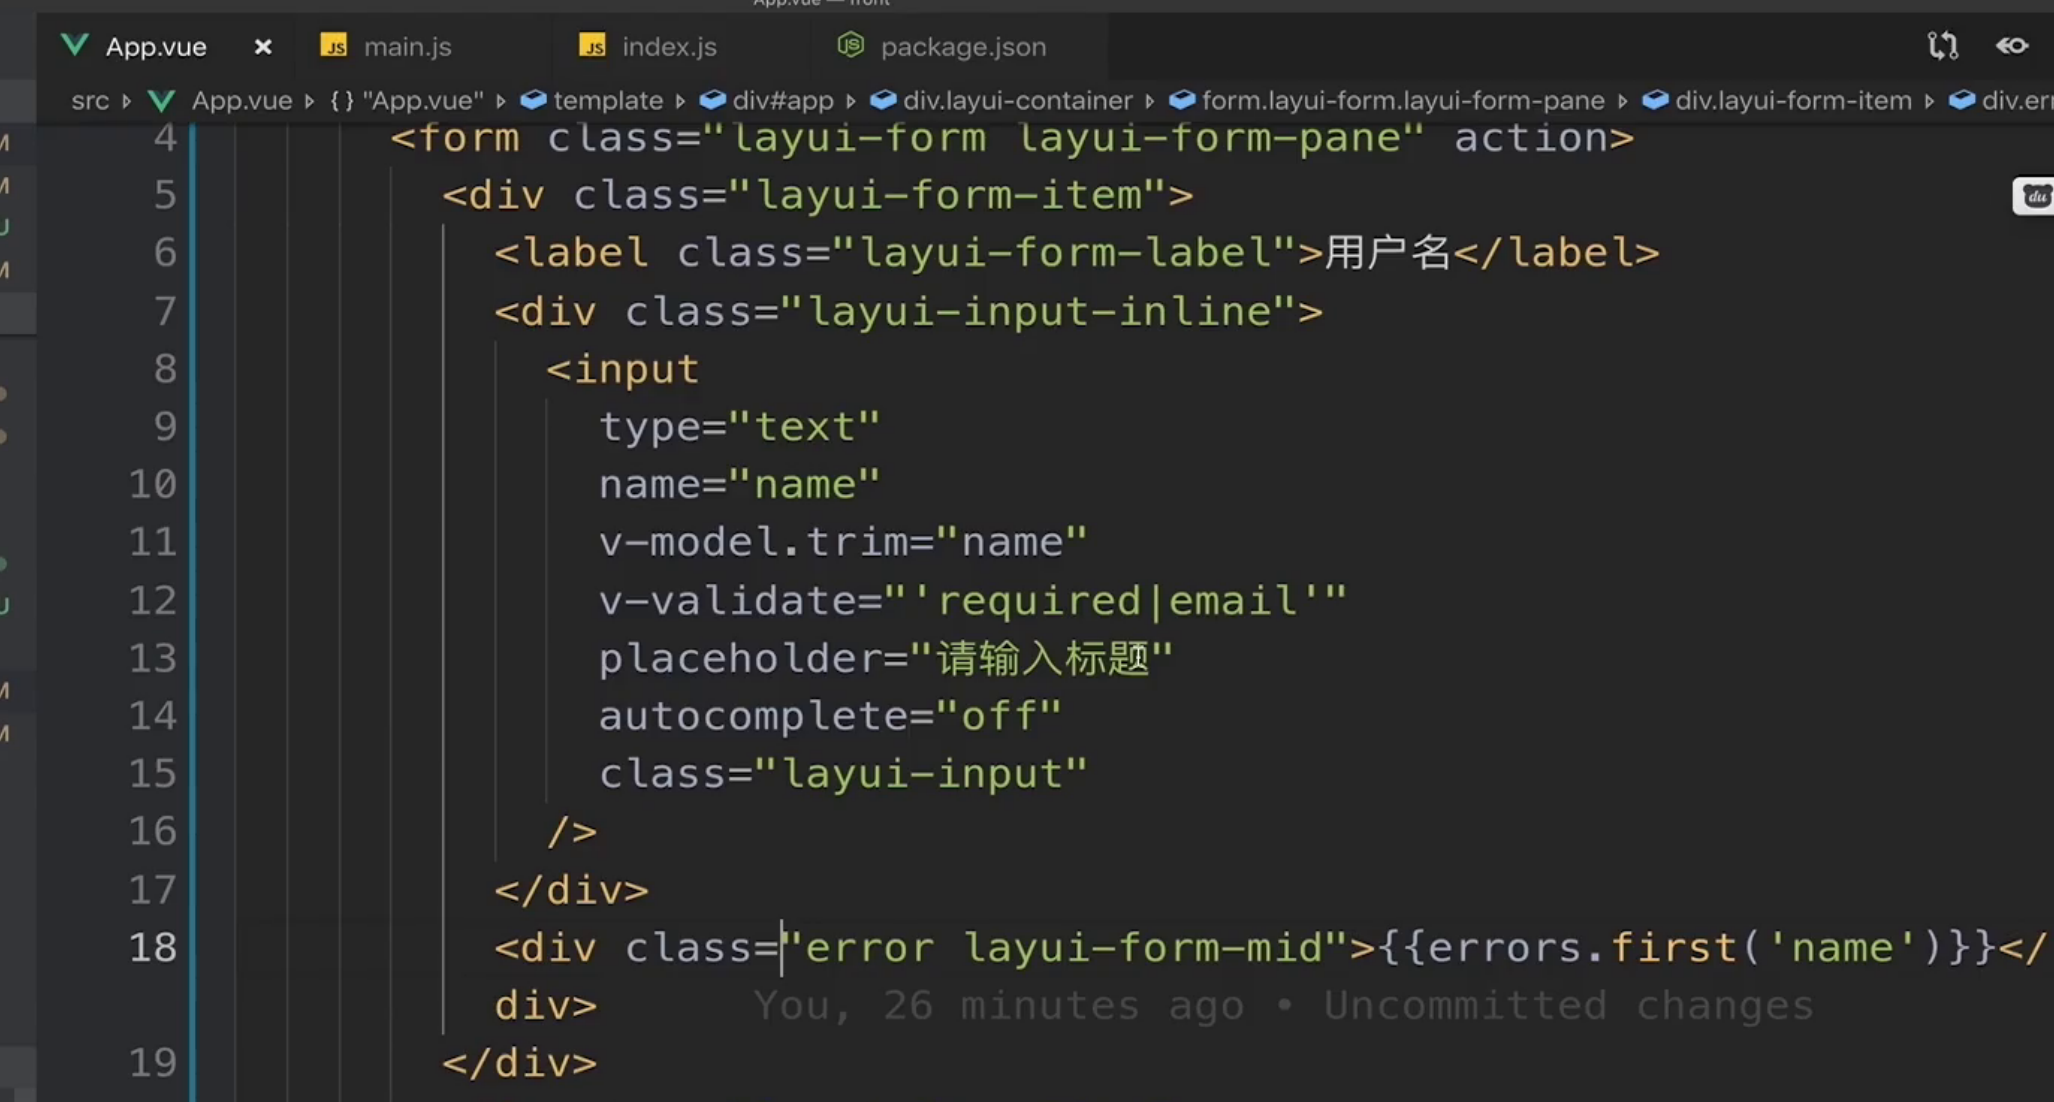 App.vue — front
App.vue × JS main.js JS index.js JS package.json
src App.vue {} "App.vue" template div#app div.layui-container form.layui-form.layui-form-pane div.layui-form-item div.err
4 <form class="layui-form layui-form-pane" action>
5 <div class="layui-form-item">
6 <label class="layui-form-label">用户名</label>
7 <div class="layui-input-inline">
8 <input
9 type="text"
10 name="name"
11 v-model.trim="name"
12 v-validate="'required|email'"
13 placeholder="请输入标题"
14 autocomplete="off"
15 class="layui-input"
16 />
17 </div>
18 <div class="error layui-form-mid">{{errors.first('name')}}</
div> You, 26 minutes ago • Uncommitted changes
19 </div>
M
M
U
M
U
M
M
du